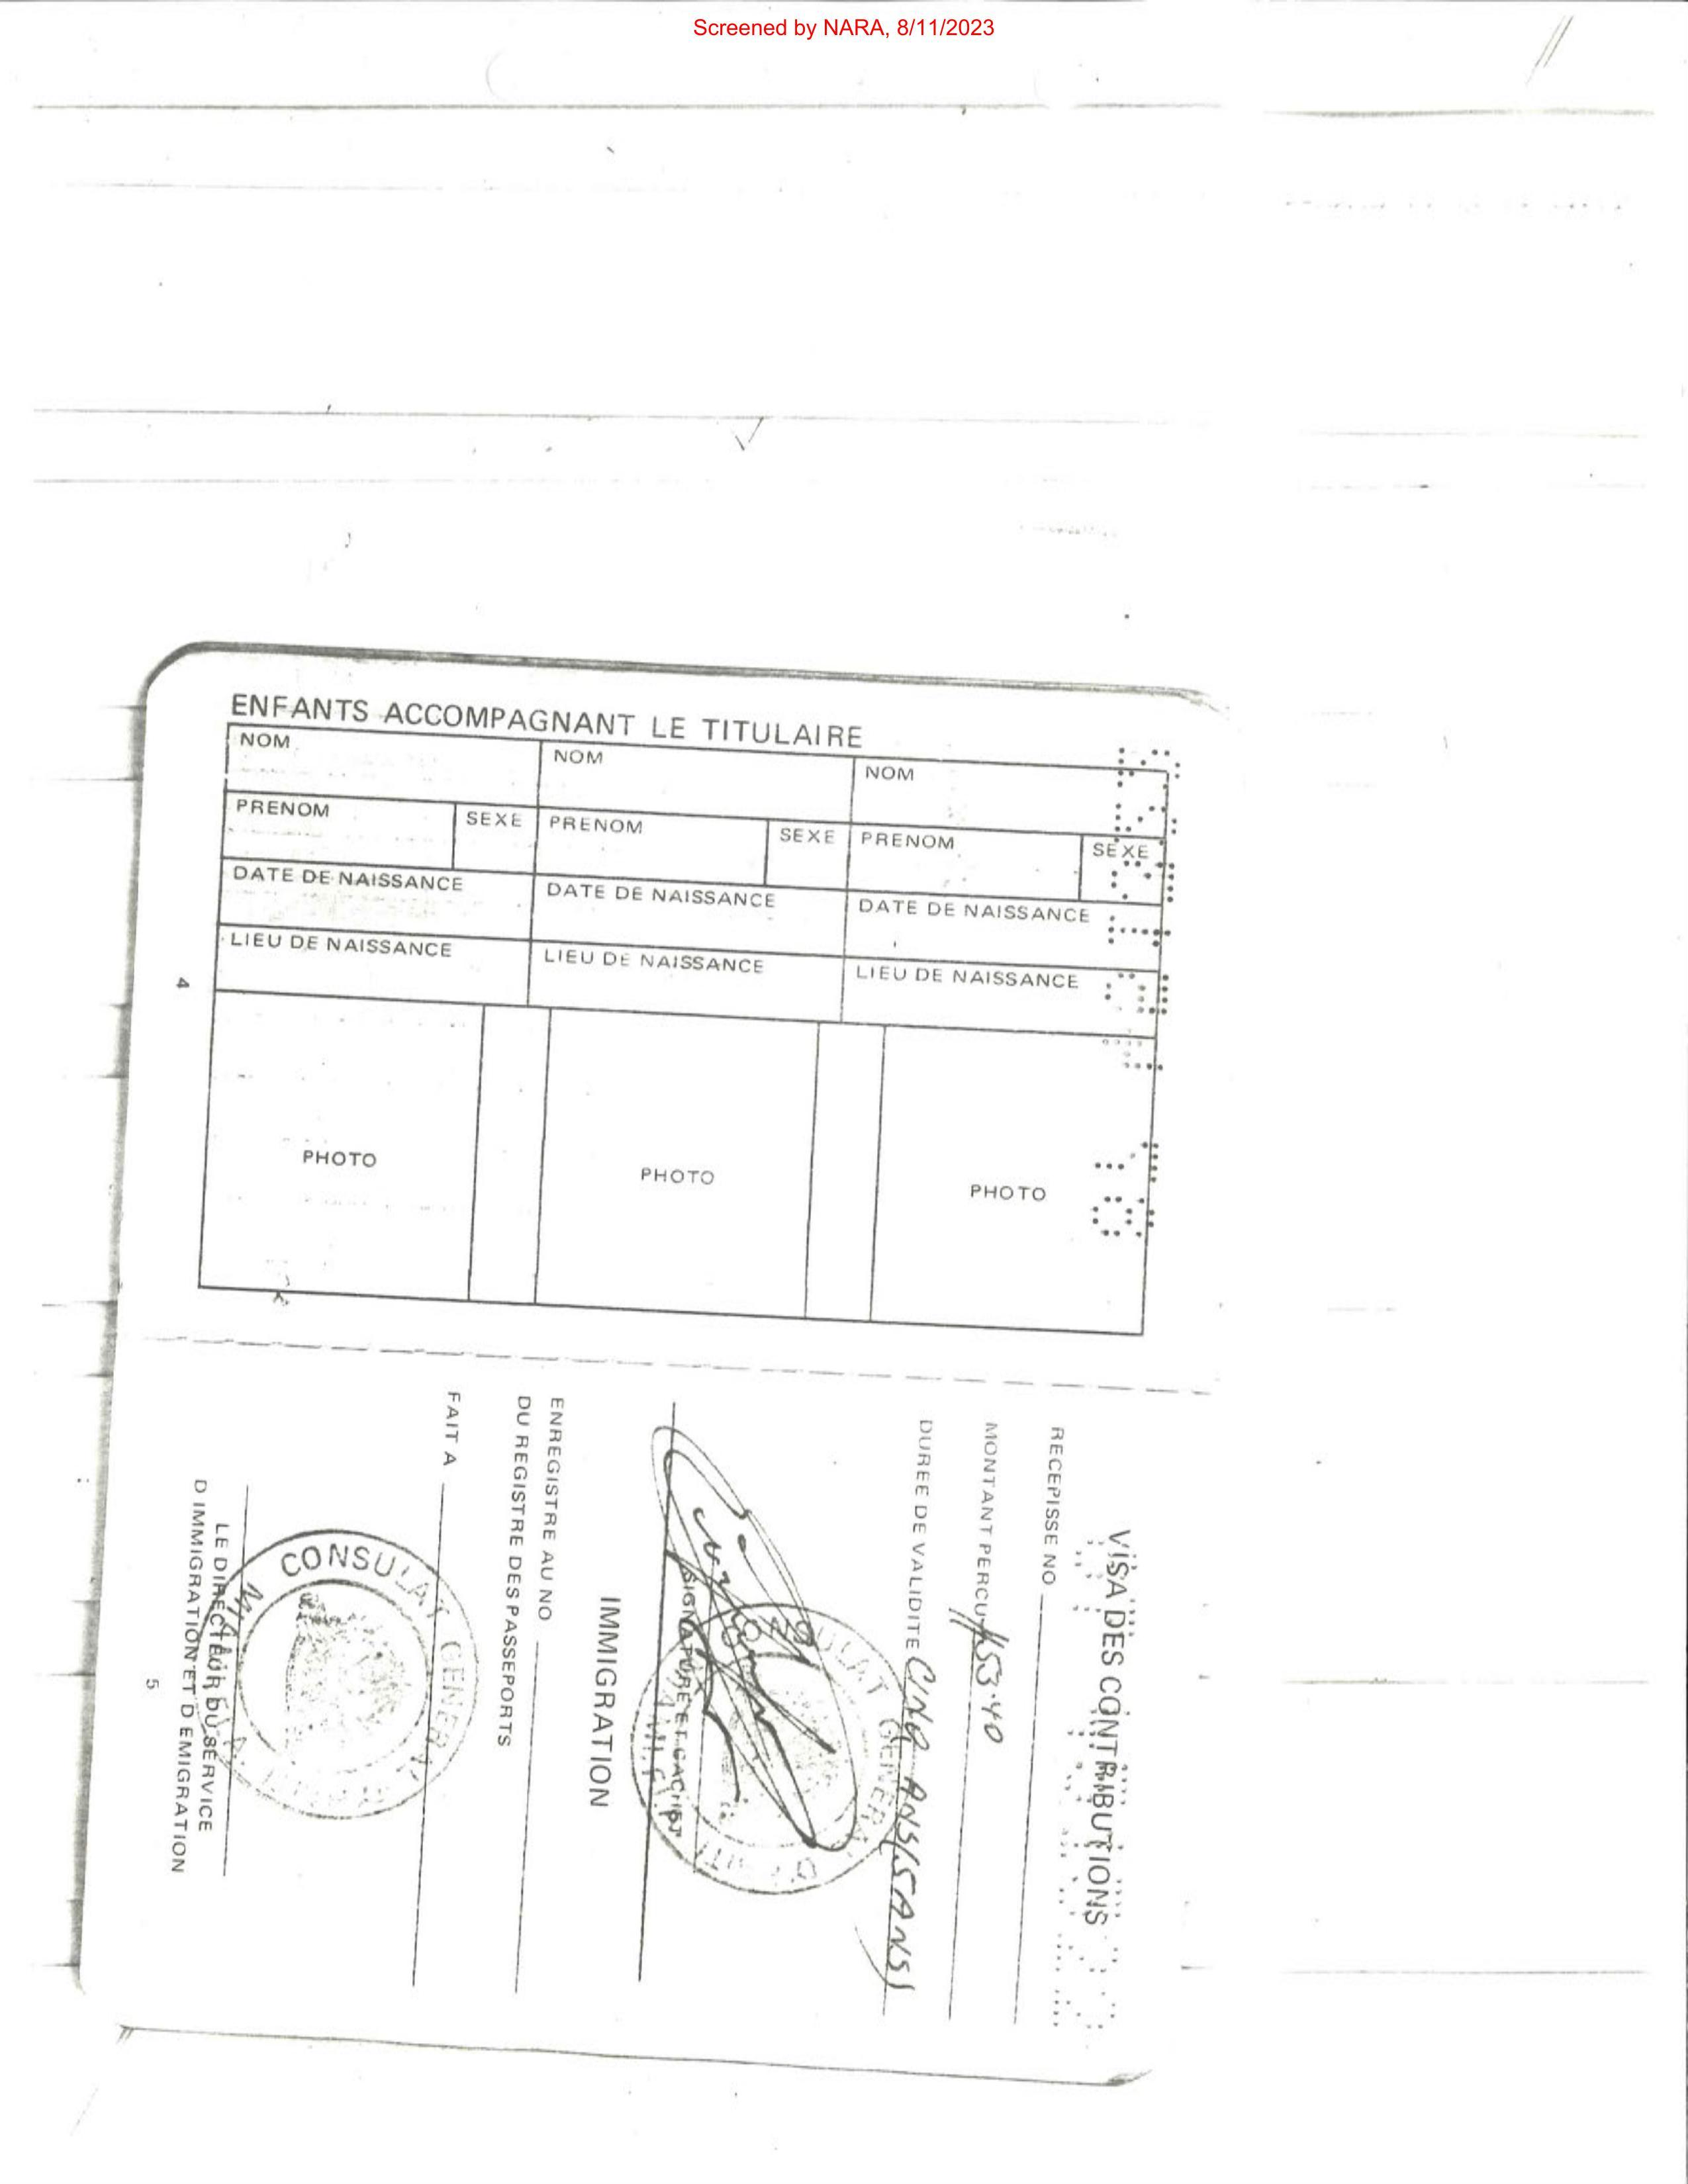 Screened by NARA, 8/11/2023
ENFANTS ACCOMPAGNANT LE TITULAIRE
NOM NOM NOM
PRENOM SEXE PRENOM SEXE PRENOM SEXE
DATE DE NAISSANCE DATE DE NAISSANCE DATE DE NAISSANCE
LIEU DE NAISSANCE LIEU DE NAISSANCE LIEU DE NAISSANCE
PHOTO PHOTO PHOTO
4
VISA DES CONTRIBUTIONS
RECEPISSE NO
MONTANT PERCU 53.40
DUREE DE VALIDITE CINQ ANS (5 ANS)
SIGNATURE ET CACHET
CONSULAT GENERAL
IMMIGRATION
ENREGISTRE AU NO
DU REGISTRE DES PASSEPORTS
FAIT A
CONSULAT GENERAL
LE DIRECTEUR DU SERVICE
D IMMIGRATION ET D EMIGRATION
5